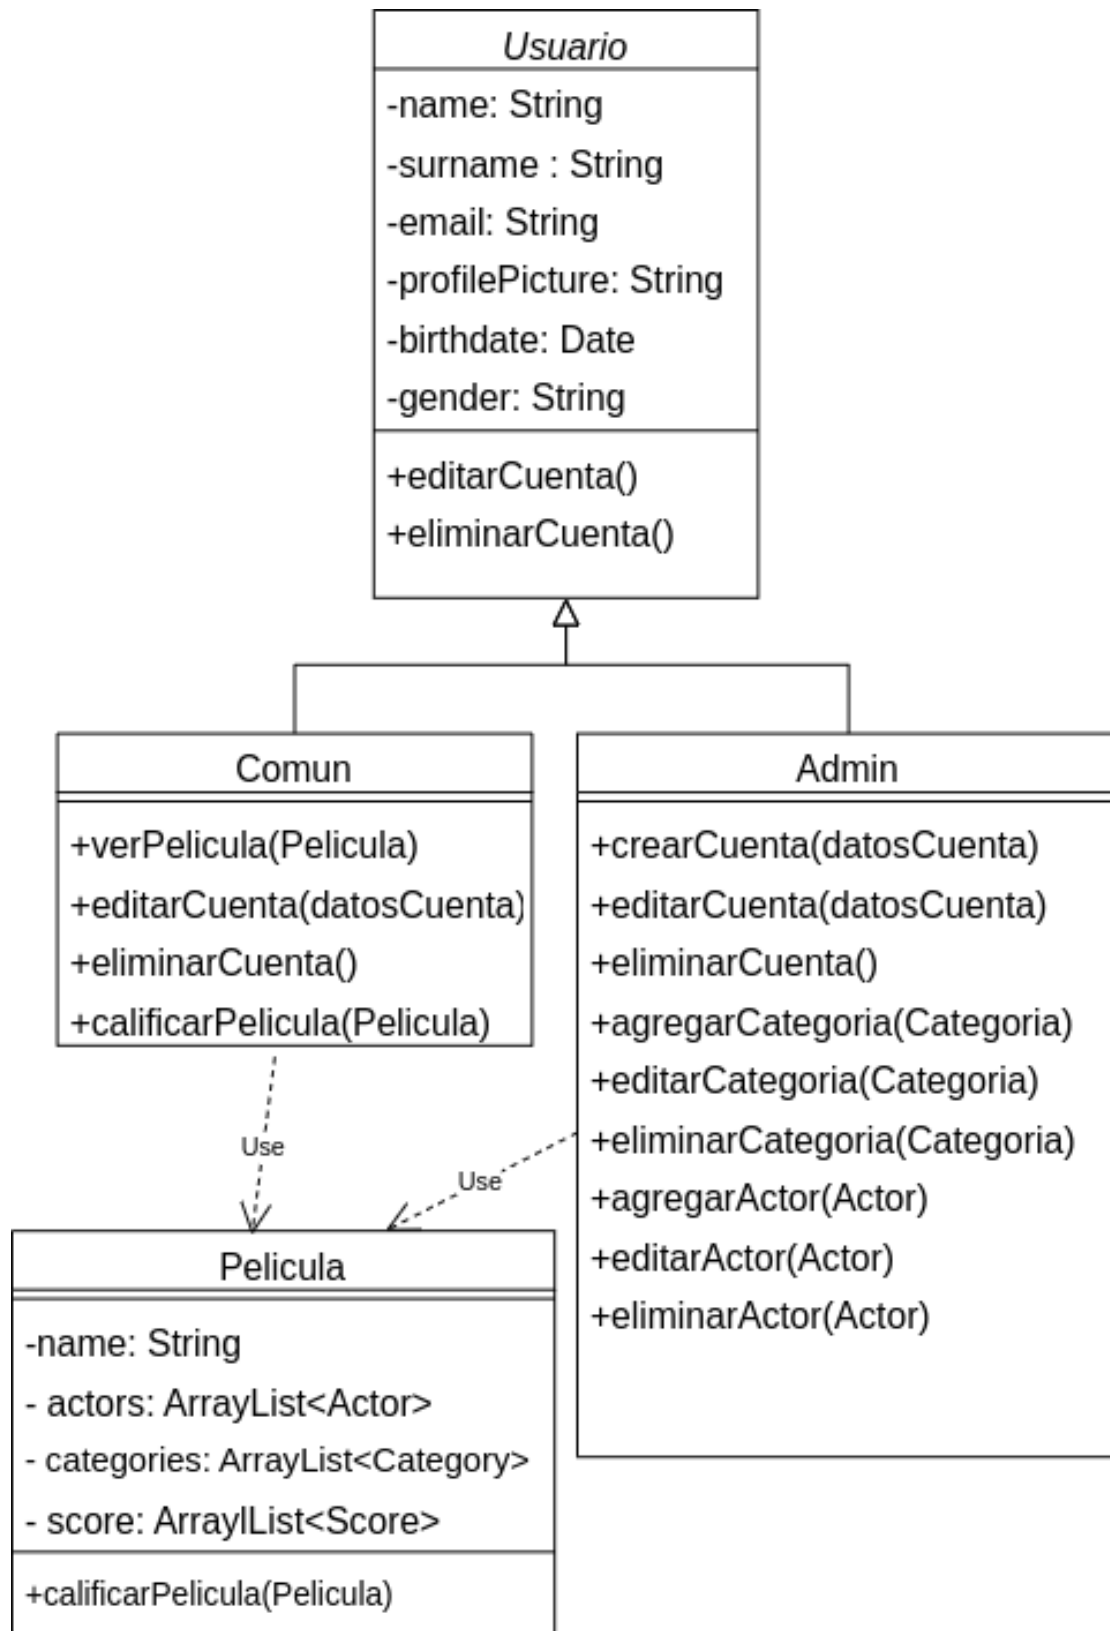 Usuario
-name: String
-surname : String
-email: String
-profilePicture: String
-birthdate: Date
-gender: String
+editarCuenta()
+eliminarCuenta()
Comun
+verPelicula(Pelicula)
+editarCuenta(datosCuenta)
+eliminarCuenta()
+calificarPelicula(Pelicula)
Admin
+crearCuenta(datosCuenta)
+editarCuenta(datosCuenta)
+eliminarCuenta()
+agregarCategoria(Categoria)
+editarCategoria(Categoria)
+eliminarCategoria(Categoria)
+agregarActor(Actor)
+editarActor(Actor)
+eliminarActor(Actor)
Use
Use
Pelicula
-name: String
- actors: ArrayList<Actor>
- categories: ArrayList<Category>
- score: ArraylList<Score>
+calificarPelicula(Pelicula)